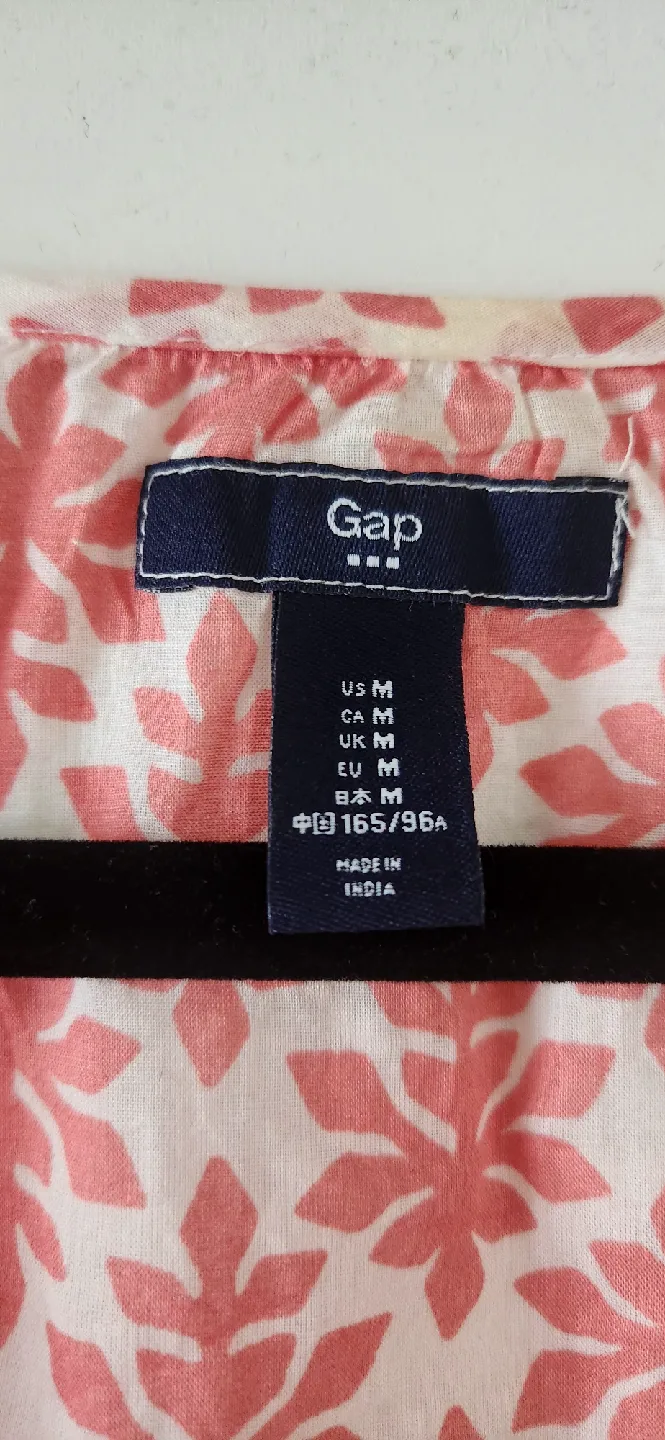 Gap
US M
CA M
UK M
EU M
日本 M
中国 165/96A
MADE IN
INDIA